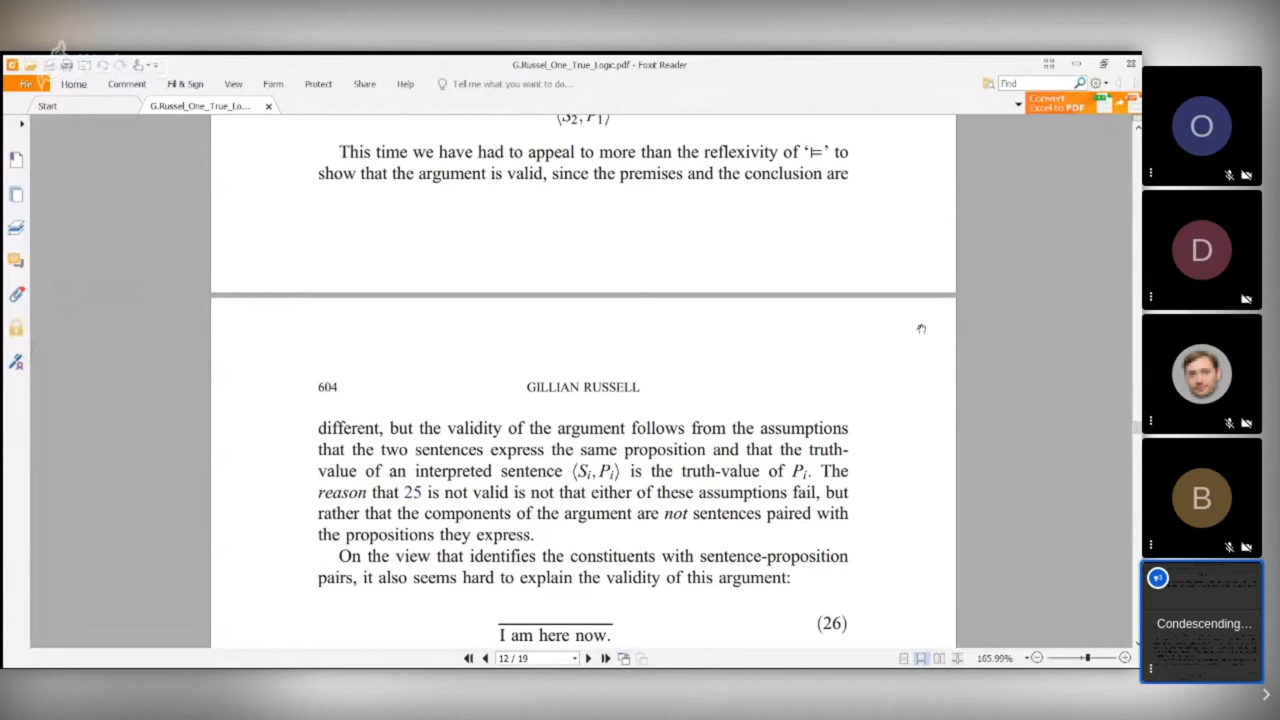 G.Russel_One_True_Logic.pdf - Foxit Reader
File Home Comment Fill & Sign View Form Protect Share Help Tell me what you want to do... Find
Start G.Russel_One_True_Lo...
Convert
Excel to PDF
⟨S2, P1⟩
This time we have had to appeal to more than the reflexivity of ‘⊨’ to
show that the argument is valid, since the premises and the conclusion are
604 GILLIAN RUSSELL
different, but the validity of the argument follows from the assumptions
that the two sentences express the same proposition and that the truth-
value of an interpreted sentence ⟨Si, Pi⟩ is the truth-value of Pi. The
reason that 25 is not valid is not that either of these assumptions fail, but
rather that the components of the argument are not sentences paired with
the propositions they express.
On the view that identifies the constituents with sentence-proposition
pairs, it also seems hard to explain the validity of this argument:
(26)
I am here now.
12 / 19
165.99%
O
D
B
Condescending...